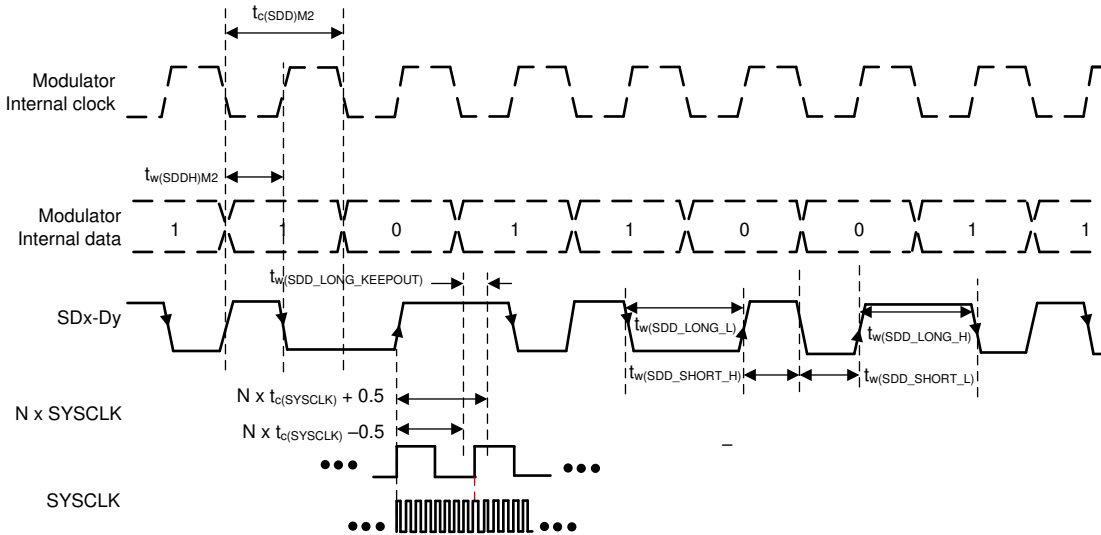 t_c(SDD)M2
Modulator
Internal clock
t_w(SDDH)M2
Modulator
Internal data
1 1 0 1 1 0 0 1 1
t_w(SDD_LONG_KEEPOUT)
SDx-Dy
t_w(SDD_LONG_L)
t_w(SDD_LONG_H)
t_w(SDD_SHORT_H)
t_w(SDD_SHORT_L)
N x t_c(SYSCLK) + 0.5
N x SYSCLK
N x t_c(SYSCLK) –0.5
–
SYSCLK